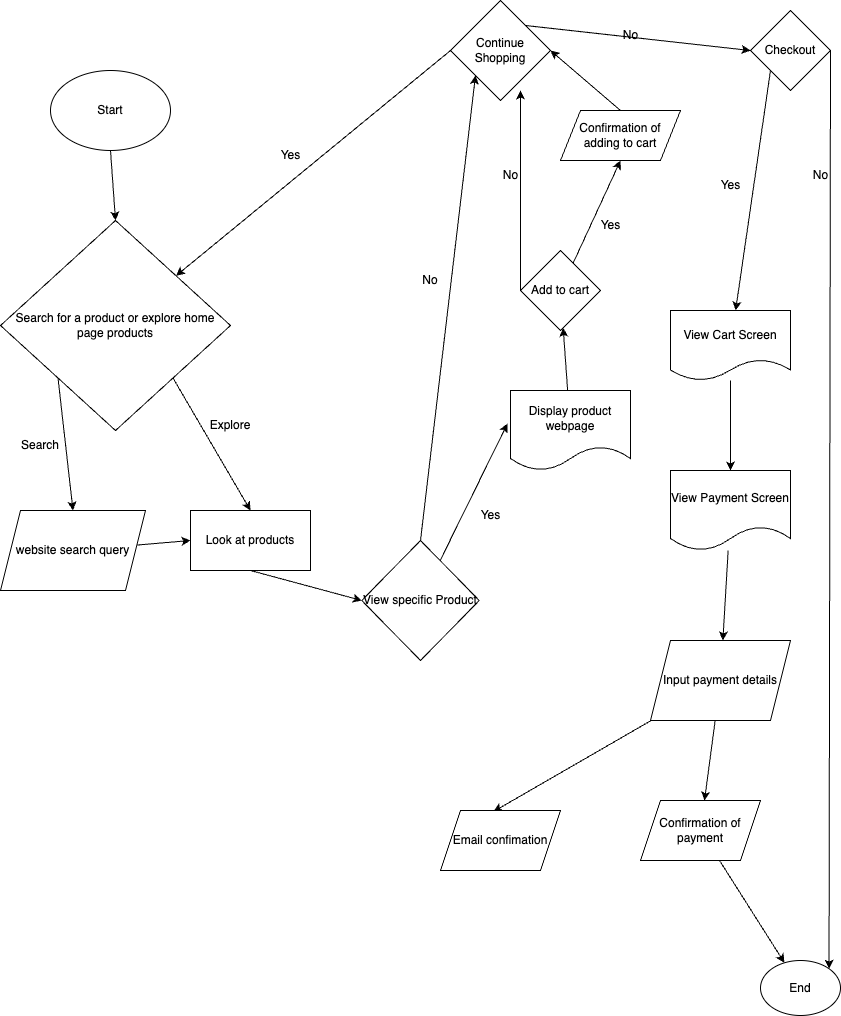 Continue
Shopping
No
Checkout
Start
Confirmation of
adding to cart
Yes
No
Yes
No
Yes
Add to cart
No
Search for a product or explore home
page products
View Cart Screen
Display product
webpage
Explore
Search
View Payment Screen
Yes
website search query
Look at products
View specific Product
Input payment details
Email confimation
Confirmation of
payment
End